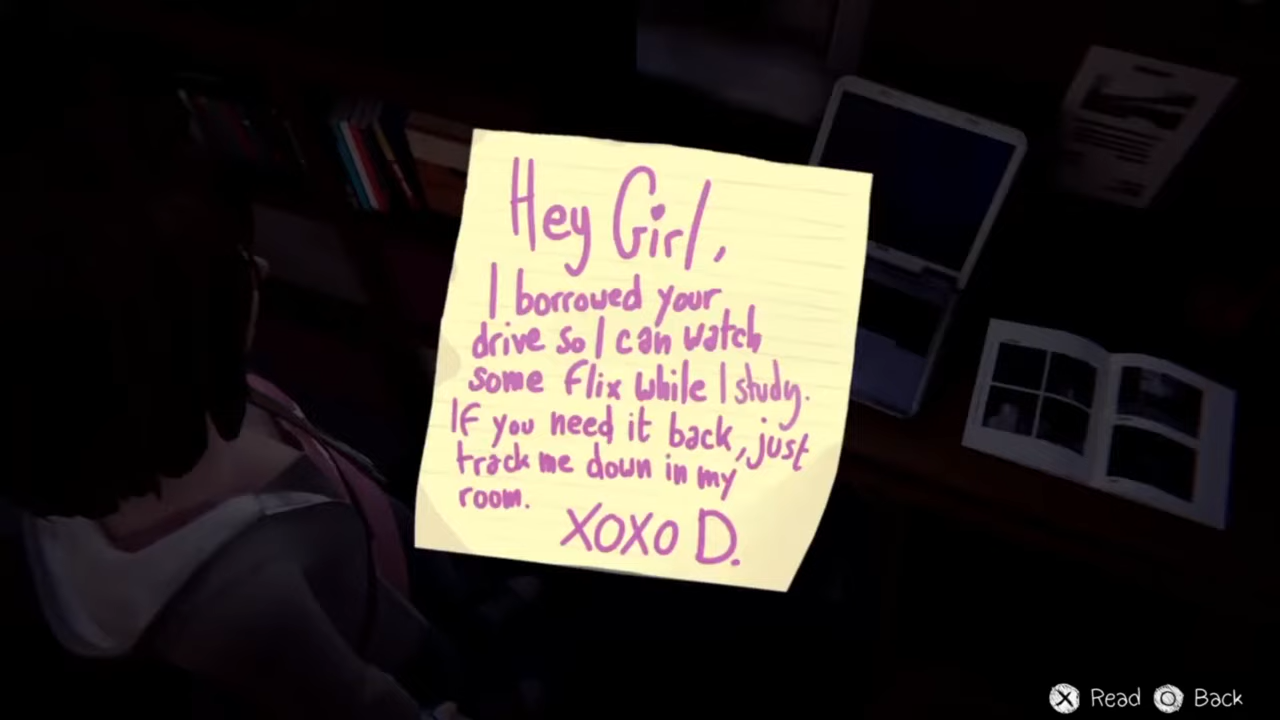 Hey Girl,
I borrowed your
drive so I can watch
some flix while I study.
If you need it back, just
track me down in my
room.
XOXO D.
Read Back